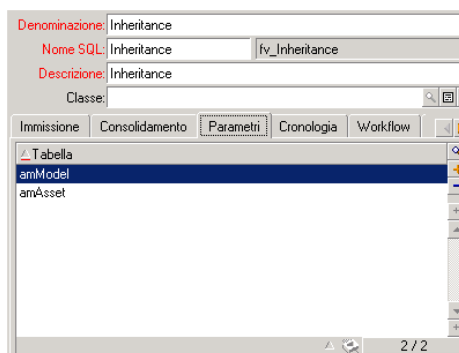 Denominazione: Inheritance
Nome SQL: Inheritance fv_Inheritance
Descrizione: Inheritance
Classe:
Immissione Consolidamento Parametri Cronologia Workflow
Tabella
amModel
amAsset
2 / 2